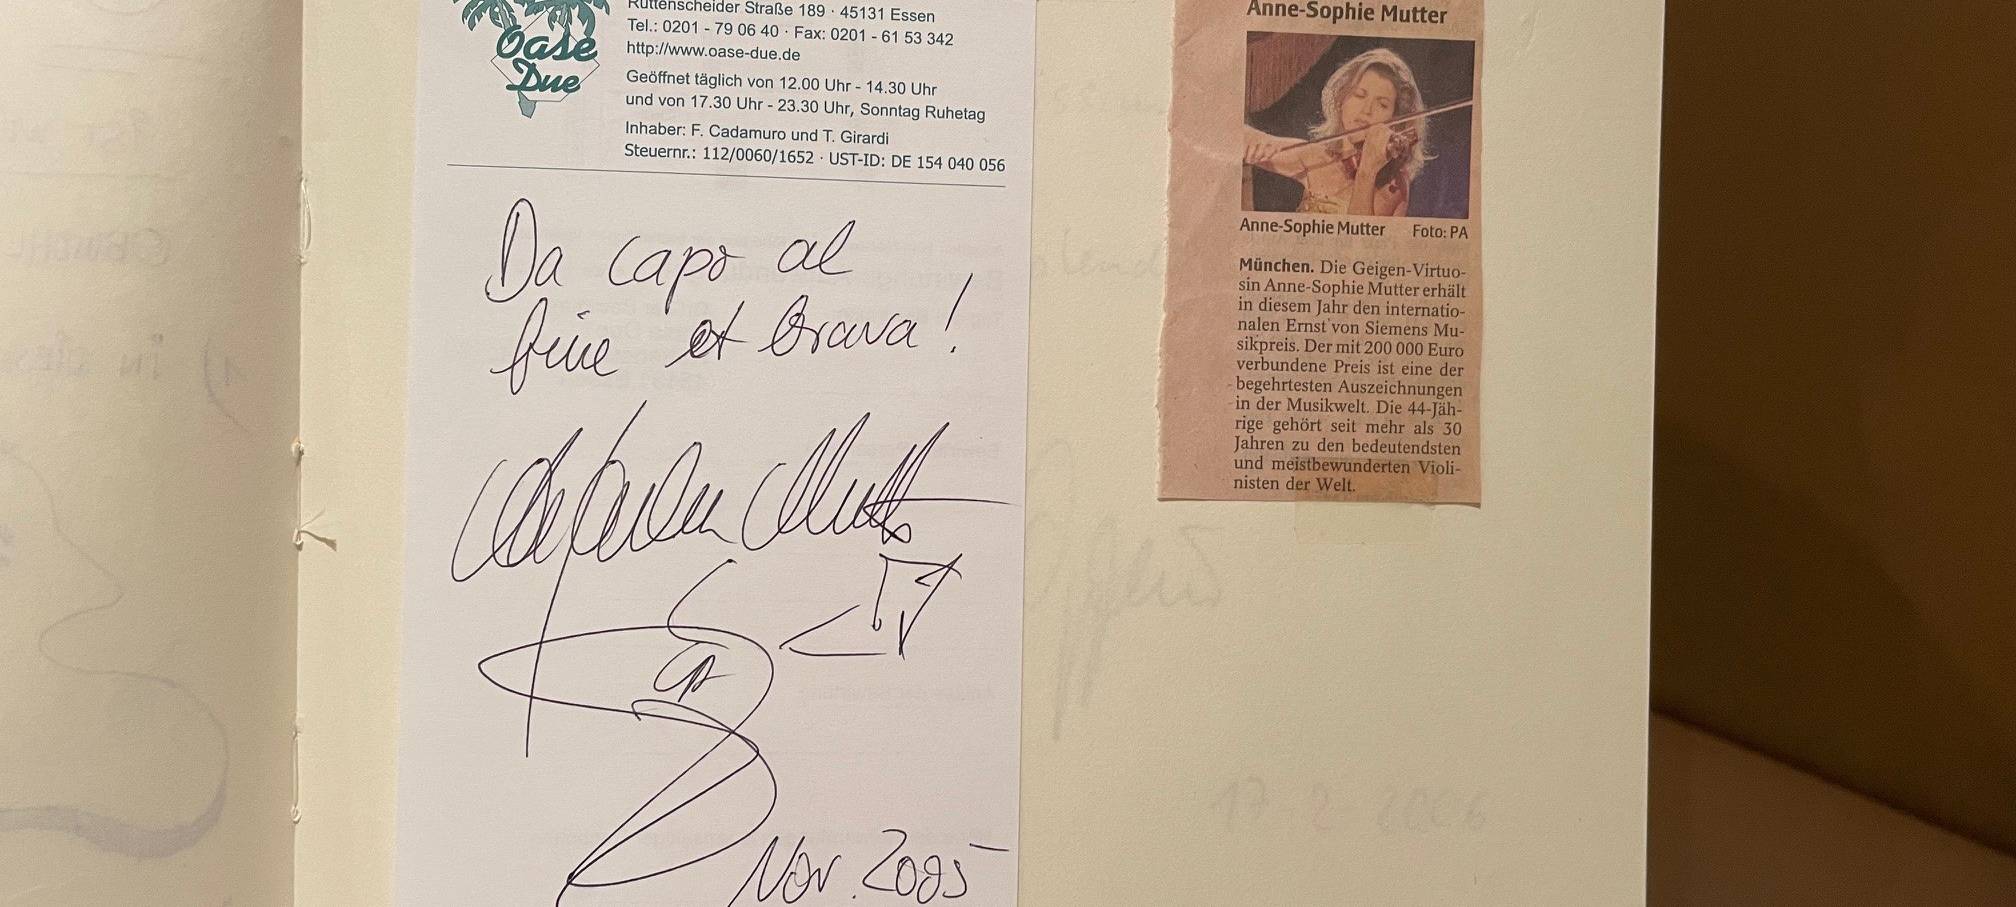 Oase
Due
Rüttenscheider Straße 189 · 45131 Essen
Tel.: 0201 - 79 06 40 · Fax: 0201 - 61 53 342
http://www.oase-due.de
Geöffnet täglich von 12.00 Uhr - 14.30 Uhr
und von 17.30 Uhr - 23.30 Uhr, Sonntag Ruhetag
Inhaber: F. Cadamuro und T. Girardi
Steuernr.: 112/0060/1652 · UST-ID: DE 154 040 056
Da capo al
fine et brava!
Nov. 2005
Anne-Sophie Mutter
Anne-Sophie Mutter Foto: PA
München. Die Geigen-Virtuo-
sin Anne-Sophie Mutter erhält
in diesem Jahr den internatio-
nalen Ernst von Siemens Mu-
sikpreis. Der mit 200 000 Euro
verbundene Preis ist eine der
begehrtesten Auszeichnungen
in der Musikwelt. Die 44-Jäh-
rige gehört seit mehr als 30
Jahren zu den bedeutendsten
und meistbewunderten Violi-
nisten der Welt.